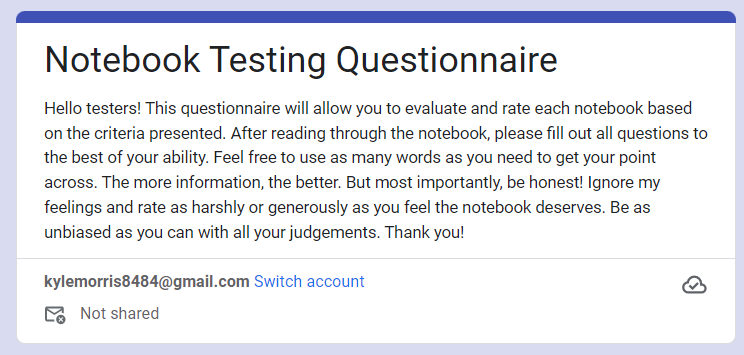 Notebook Testing Questionnaire
Hello testers! This questionnaire will allow you to evaluate and rate each notebook based
on the criteria presented. After reading through the notebook, please fill out all questions to
the best of your ability. Feel free to use as many words as you need to get your point
across. The more information, the better. But most importantly, be honest! Ignore my
feelings and rate as harshly or generously as you feel the notebook deserves. Be as
unbiased as you can with all your judgements. Thank you!
kylemorris8484@gmail.com Switch account
Not shared